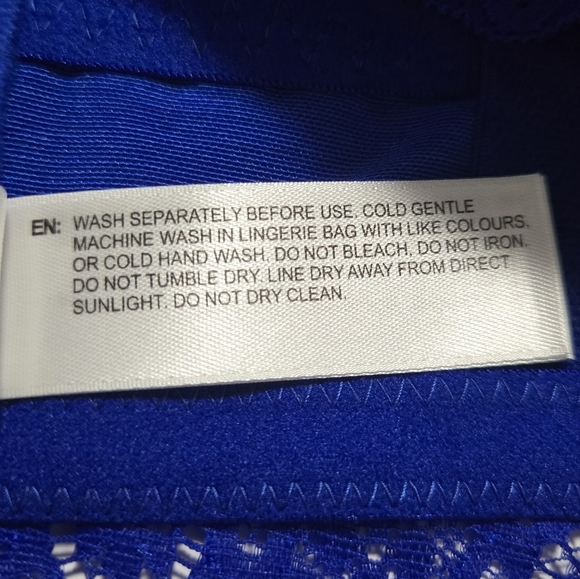 EN: WASH SEPARATELY BEFORE USE. COLD GENTLE
MACHINE WASH IN LINGERIE BAG WITH LIKE COLOURS.
OR COLD HAND WASH. DO NOT BLEACH, DO NOT IRON.
DO NOT TUMBLE DRY. LINE DRY AWAY FROM DIRECT
SUNLIGHT. DO NOT DRY CLEAN.